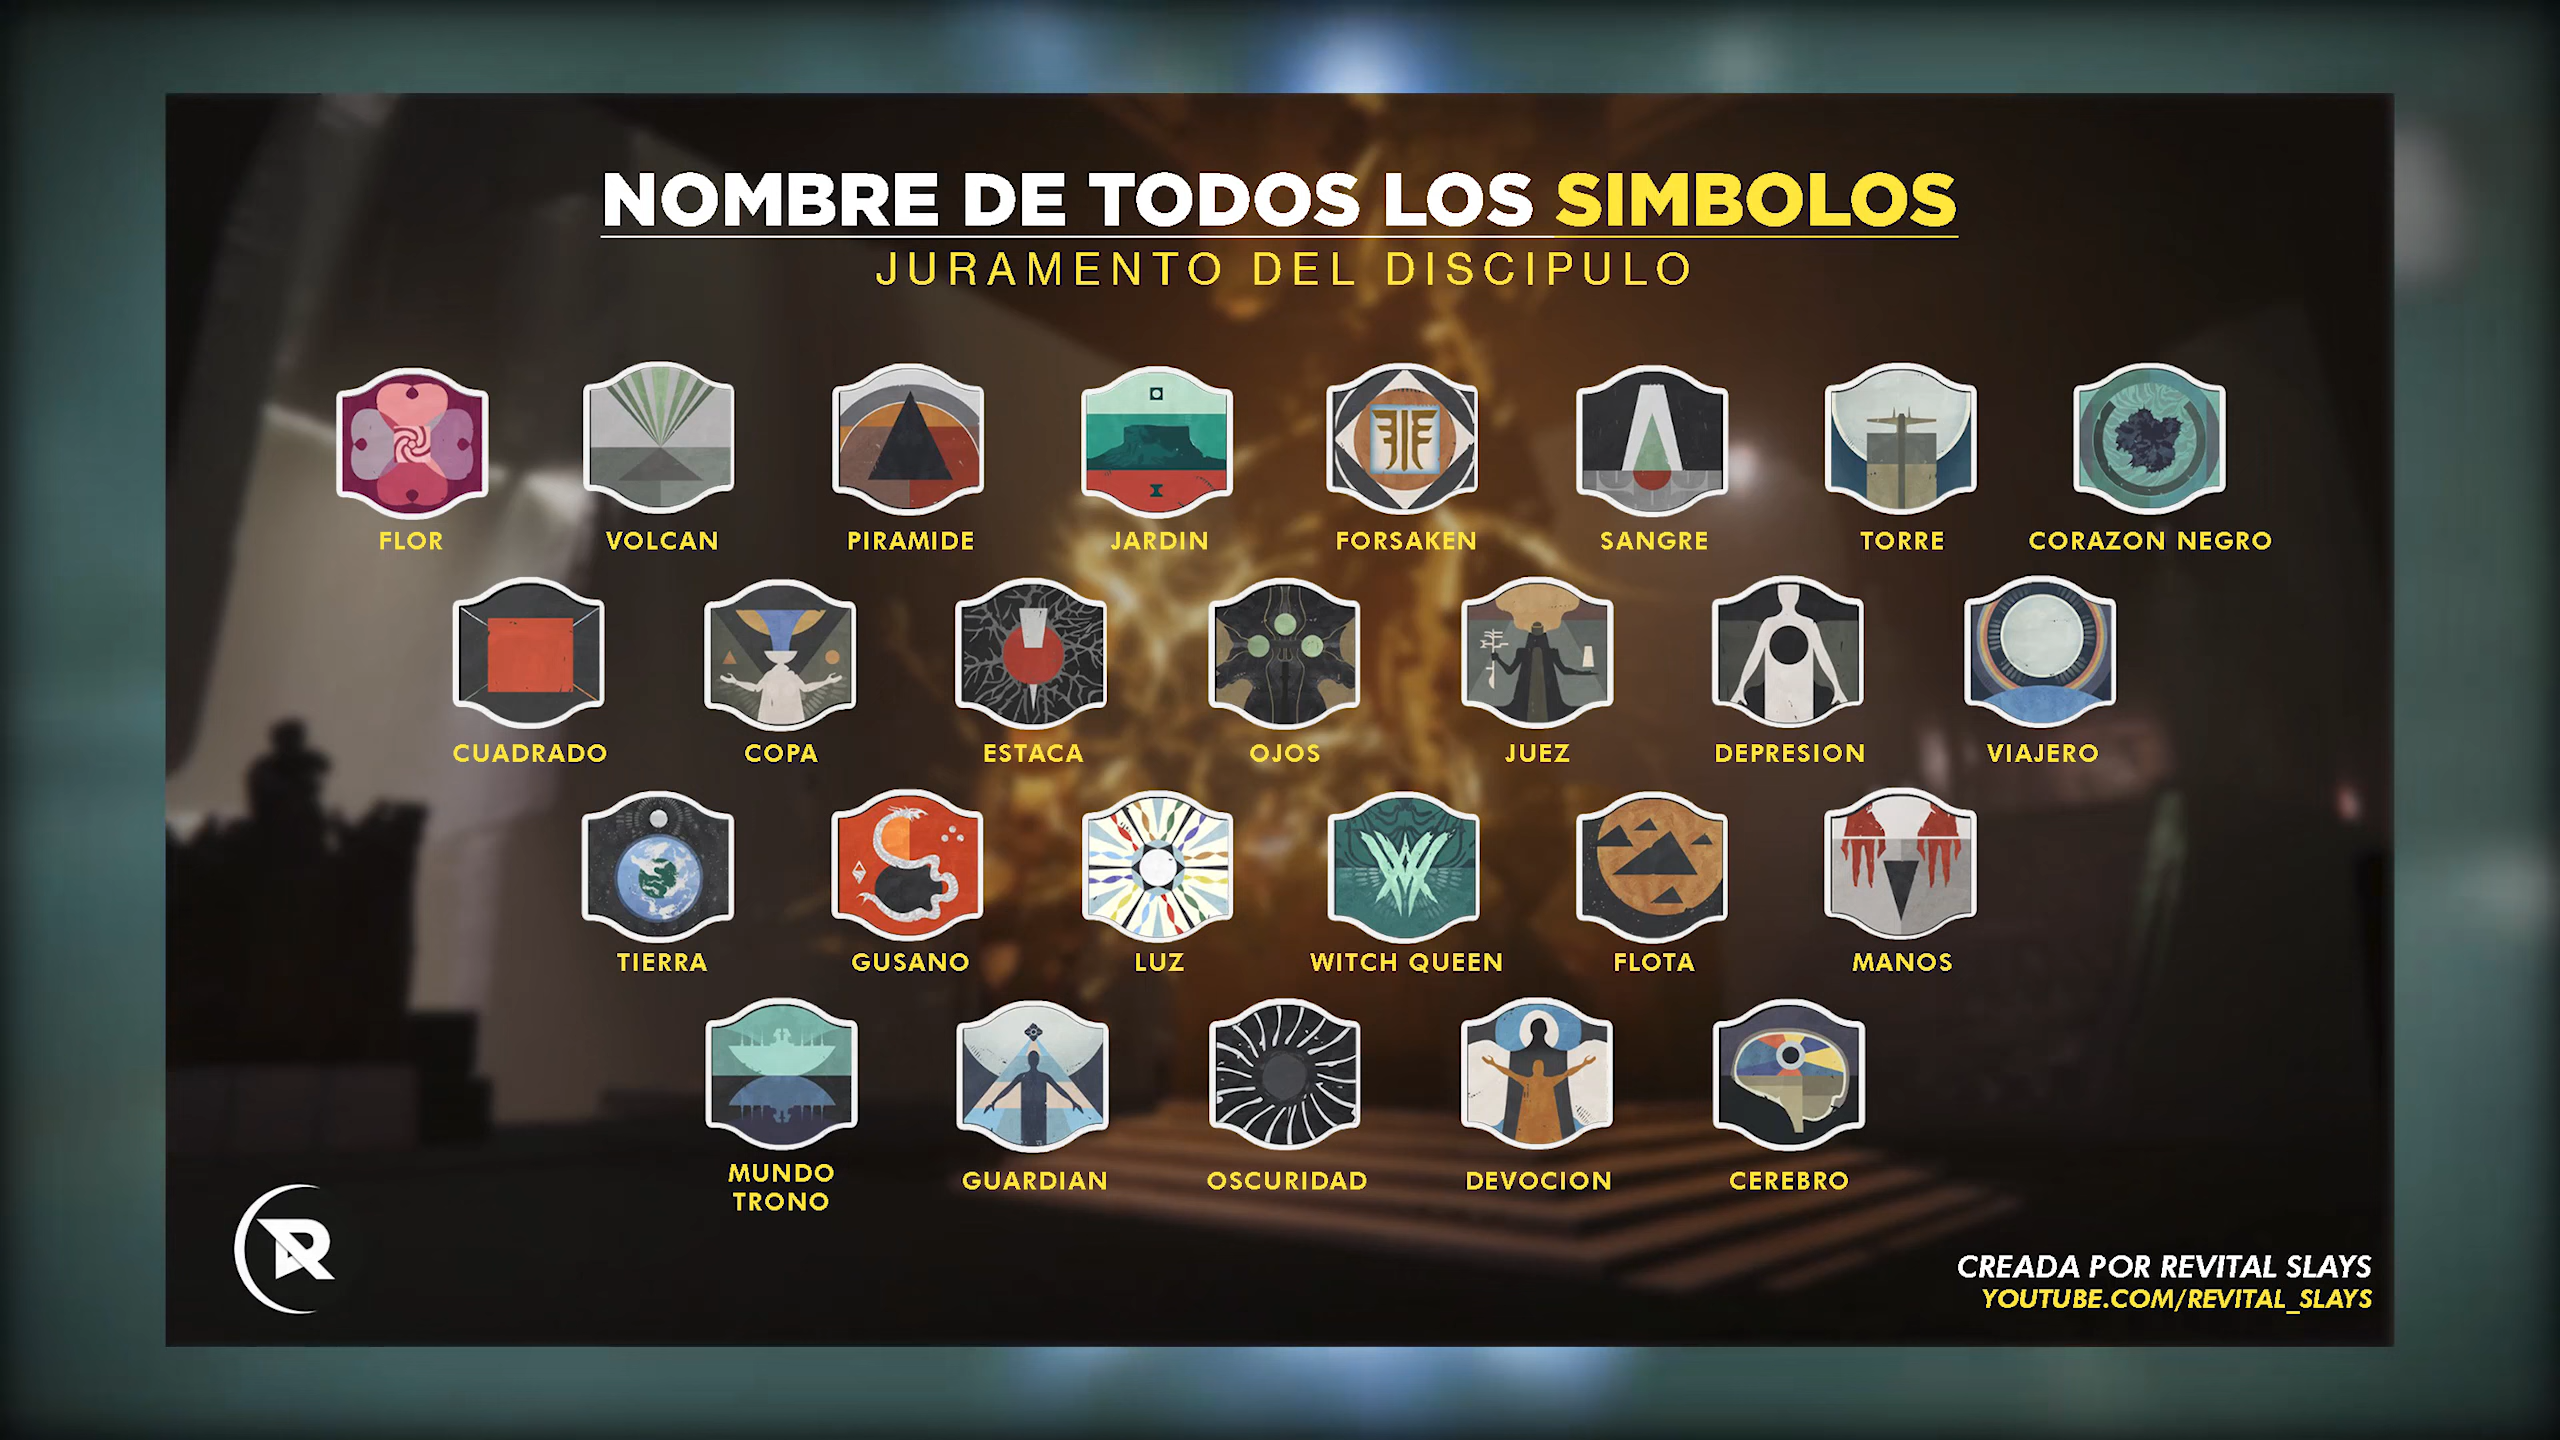 NOMBRE DE TODOS LOS SIMBOLOS
JURAMENTO DEL DISCIPULO
FLOR
VOLCAN
PIRAMIDE
JARDIN
FORSAKEN
SANGRE
TORRE
CORAZON NEGRO
CUADRADO
COPA
ESTACA
OJOS
JUEZ
DEPRESION
VIAJERO
TIERRA
GUSANO
LUZ
WITCH QUEEN
FLOTA
MANOS
MUNDO
TRONO
GUARDIAN
OSCURIDAD
DEVOCION
CEREBRO
R
CREADA POR REVITAL SLAYS
YOUTUBE.COM/REVITAL_SLAYS